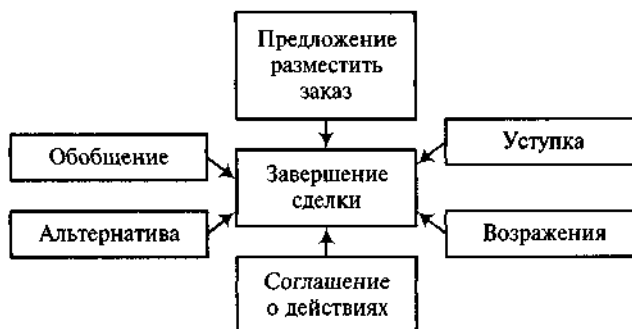 Предложение
разместить
заказ
Обобщение
Уступка
Завершение
сделки
Альтернатива
Возражения
Соглашение
о действиях